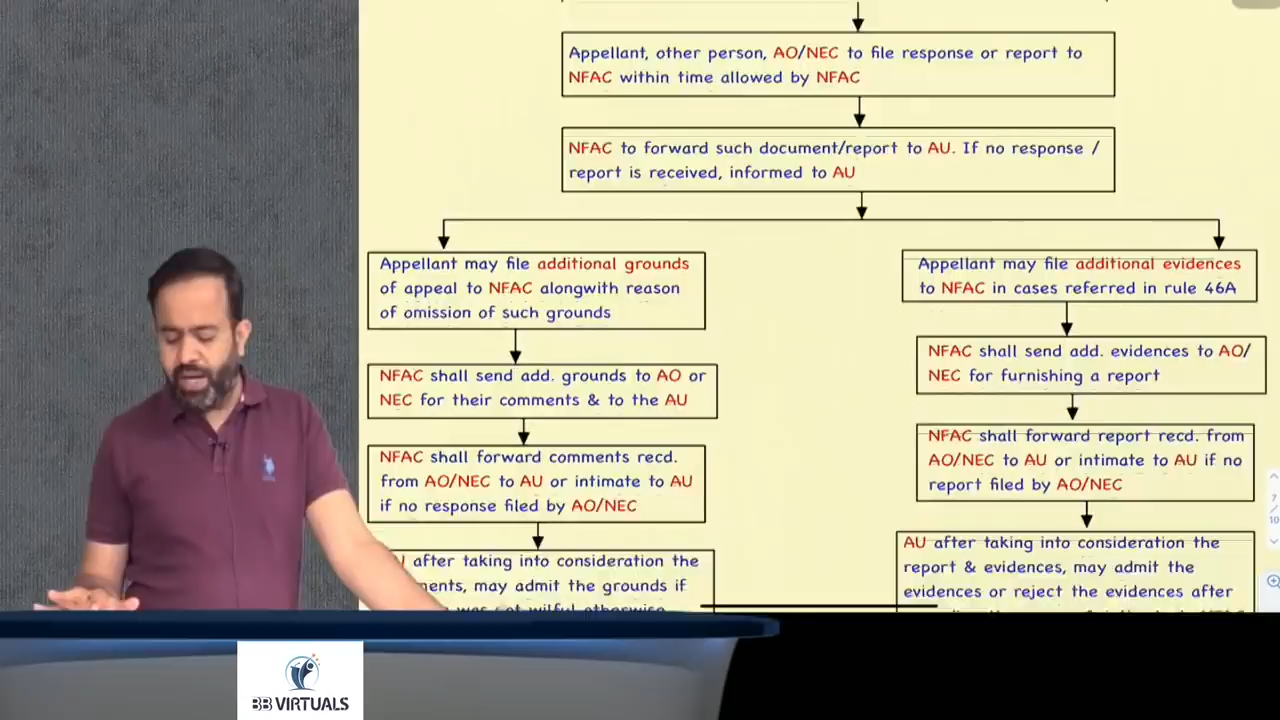 Appellant, other person, AO/NEC to file response or report to
NFAC within time allowed by NFAC
NFAC to forward such document/report to AU. If no response /
report is received, informed to AU
Appellant may file additional grounds
of appeal to NFAC alongwith reason
of omission of such grounds
NFAC shall send add. grounds to AO or
NEC for their comments & to the AU
NFAC shall forward comments recd.
from AO/NEC to AU or intimate to AU
if no response filed by AO/NEC
after taking into consideration the
may admit the grounds if
Appellant may file additional evidences
to NFAC in cases referred in rule 46A
NFAC shall send add. evidences to AO/
NEC for furnishing a report
NFAC shall forward report recd. from
AO/NEC to AU or intimate to AU if no
report filed by AO/NEC
AU after taking into consideration the
report & evidences, may admit the
evidences or reject the evidences after
7
/
10
BB VIRTUALS